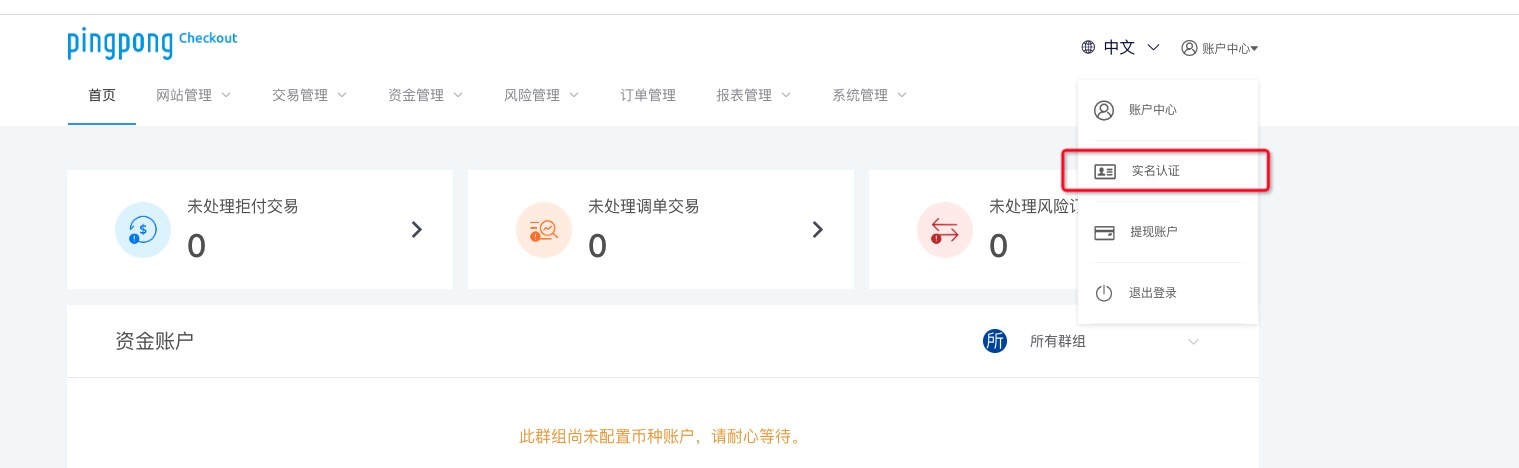 pingpong Checkout
中文 账户中心
首页 网站管理 交易管理 资金管理 风险管理 订单管理 报表管理 系统管理
账户中心
实名认证
提现账户
退出登录
未处理拒付交易
0
未处理调单交易
0
未处理风险
0
资金账户
所 所有群组
此群组尚未配置币种账户，请耐心等待。